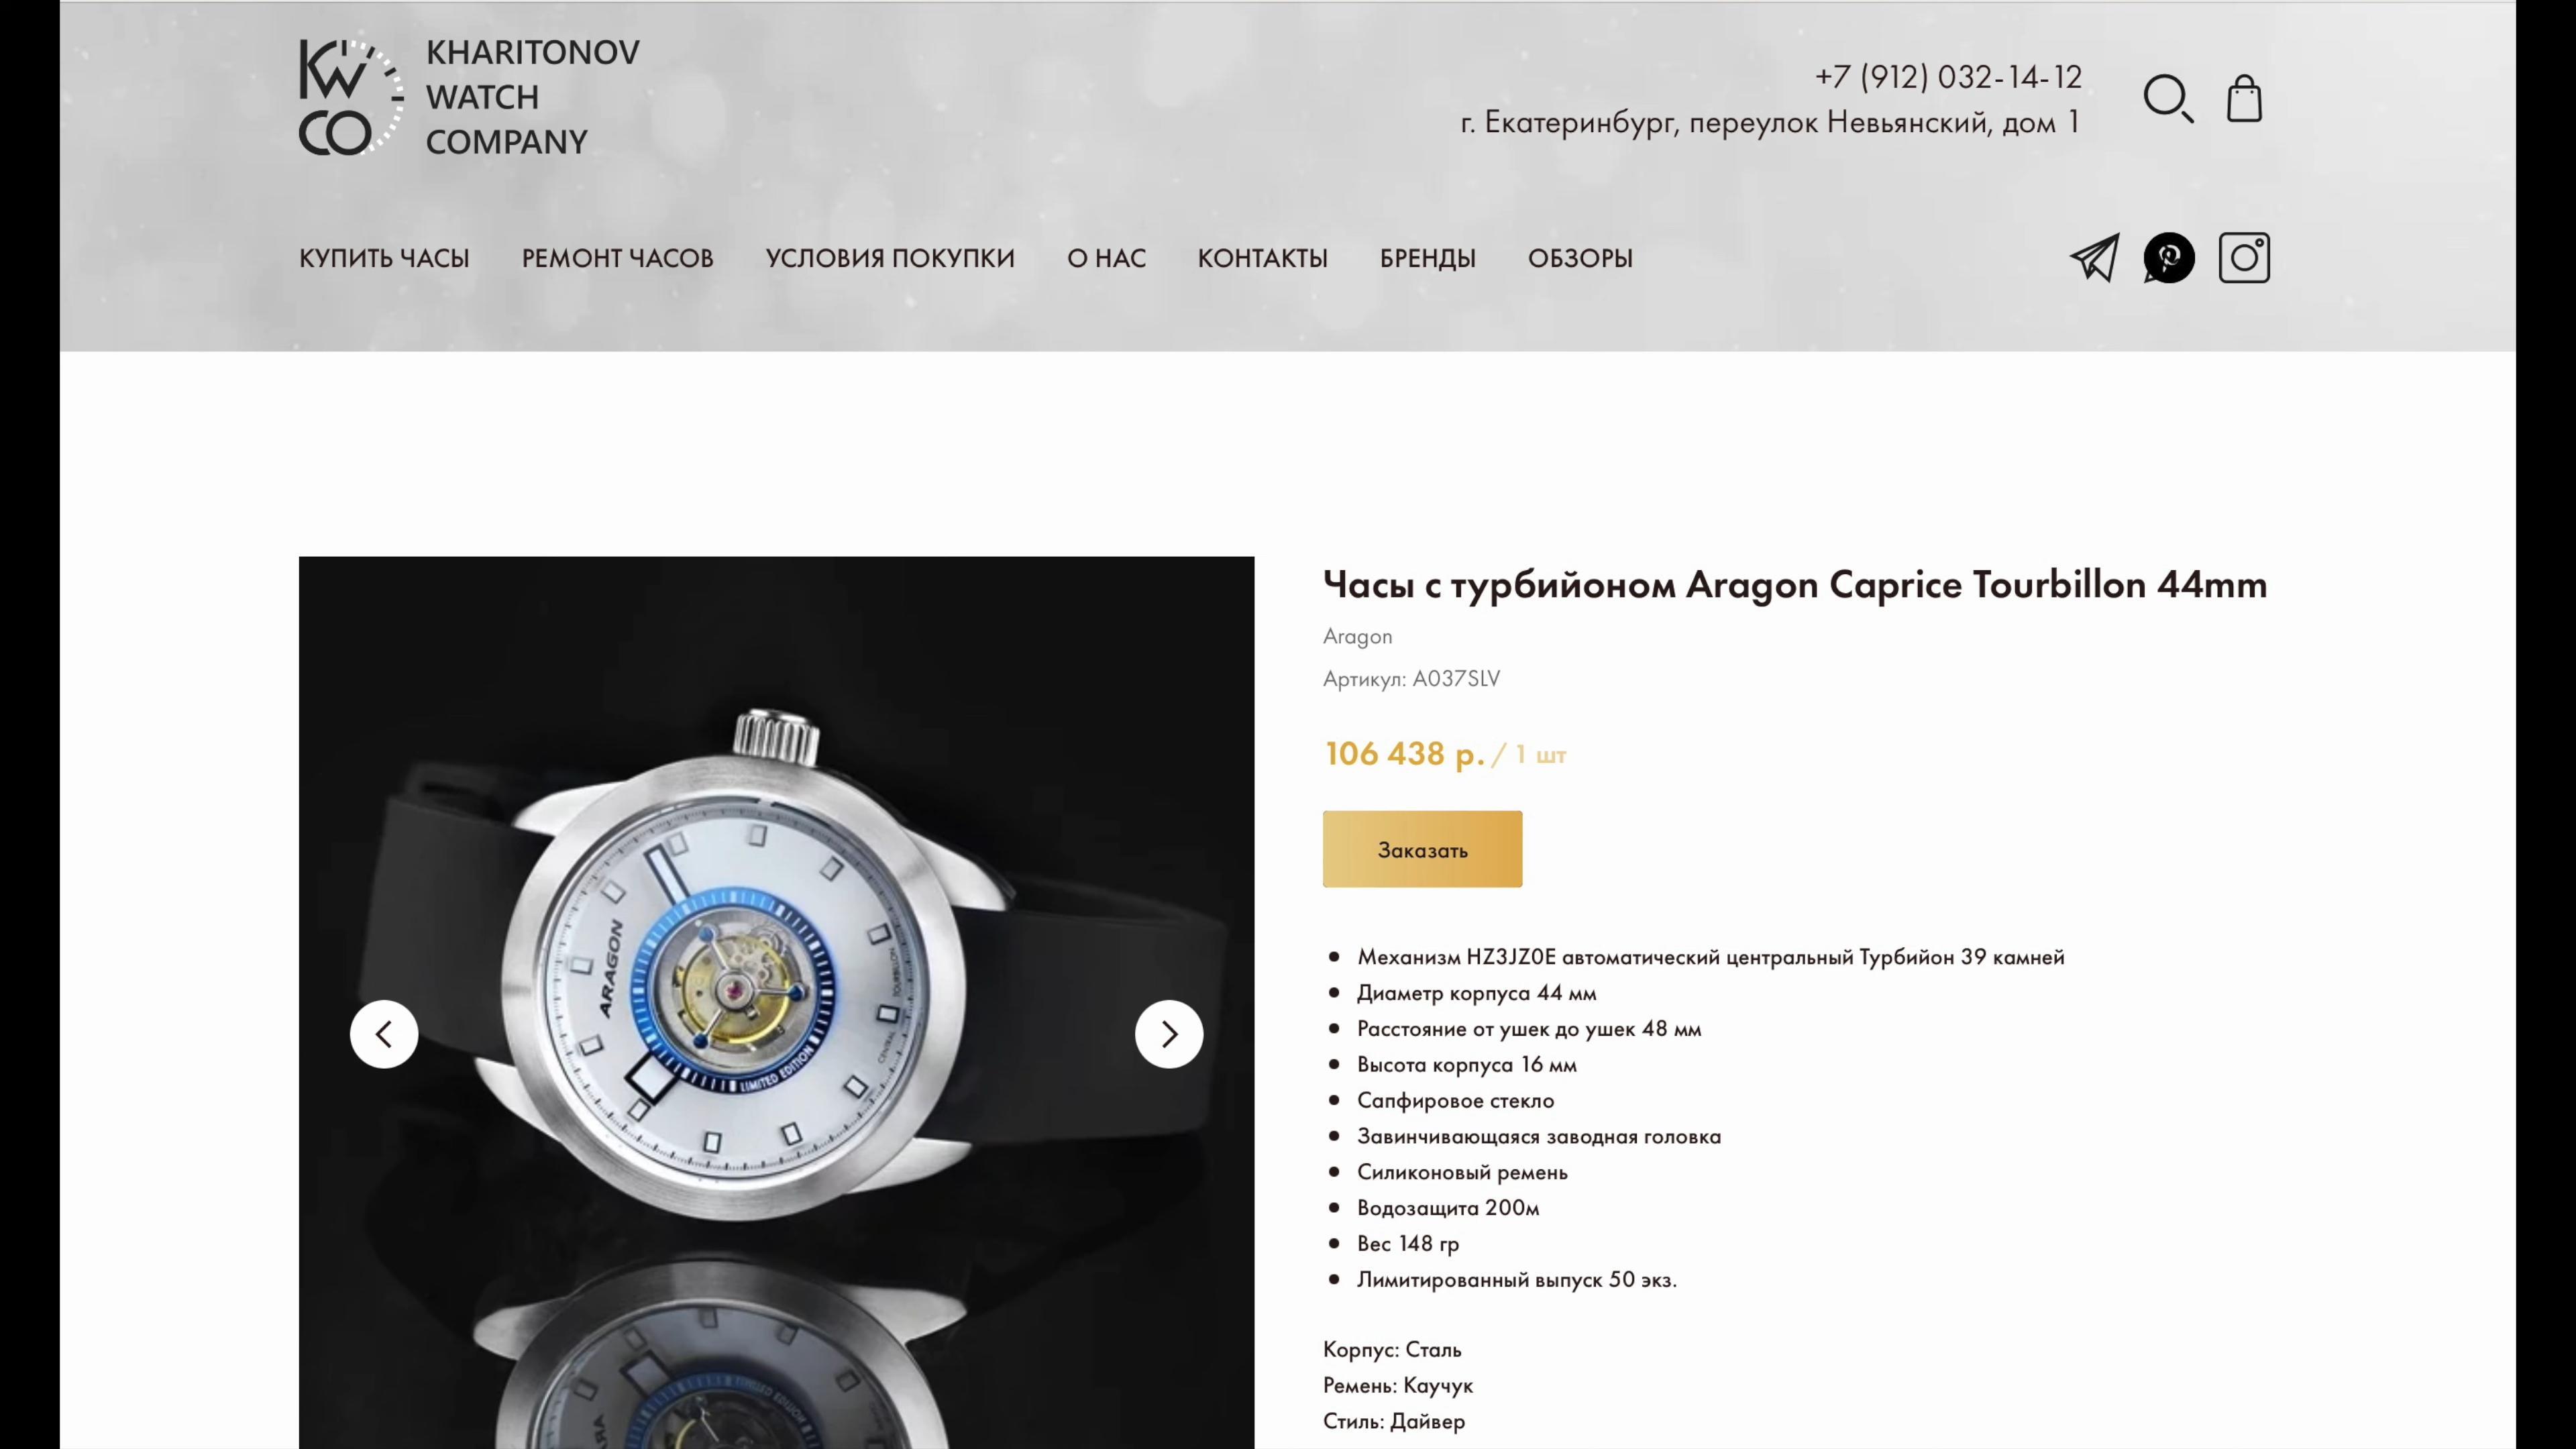 KHARITONOV
WATCH
COMPANY
KW
CO
+7 (912) 032-14-12
г. Екатеринбург, переулок Невьянский, дом 1
КУПИТЬ ЧАСЫ РЕМОНТ ЧАСОВ УСЛОВИЯ ПОКУПКИ О НАС КОНТАКТЫ БРЕНДЫ ОБЗОРЫ
Часы с турбийоном Aragon Caprice Tourbillon 44mm
Aragon
Артикул: A037SLV
106 438 р. / 1 шт
Заказать
Механизм HZ3JZ0E автоматический центральный Турбийон 39 камней
Диаметр корпуса 44 мм
Расстояние от ушек до ушек 48 мм
Высота корпуса 16 мм
Сапфировое стекло
Завинчивающаяся заводная головка
Силиконовый ремень
Водозащита 200м
Вес 148 гр
Лимитированный выпуск 50 экз.
Корпус: Сталь
Ремень: Каучук
Стиль: Дайвер
ARAGON
LIMITED EDITION
CENTRAL TOURBILLON